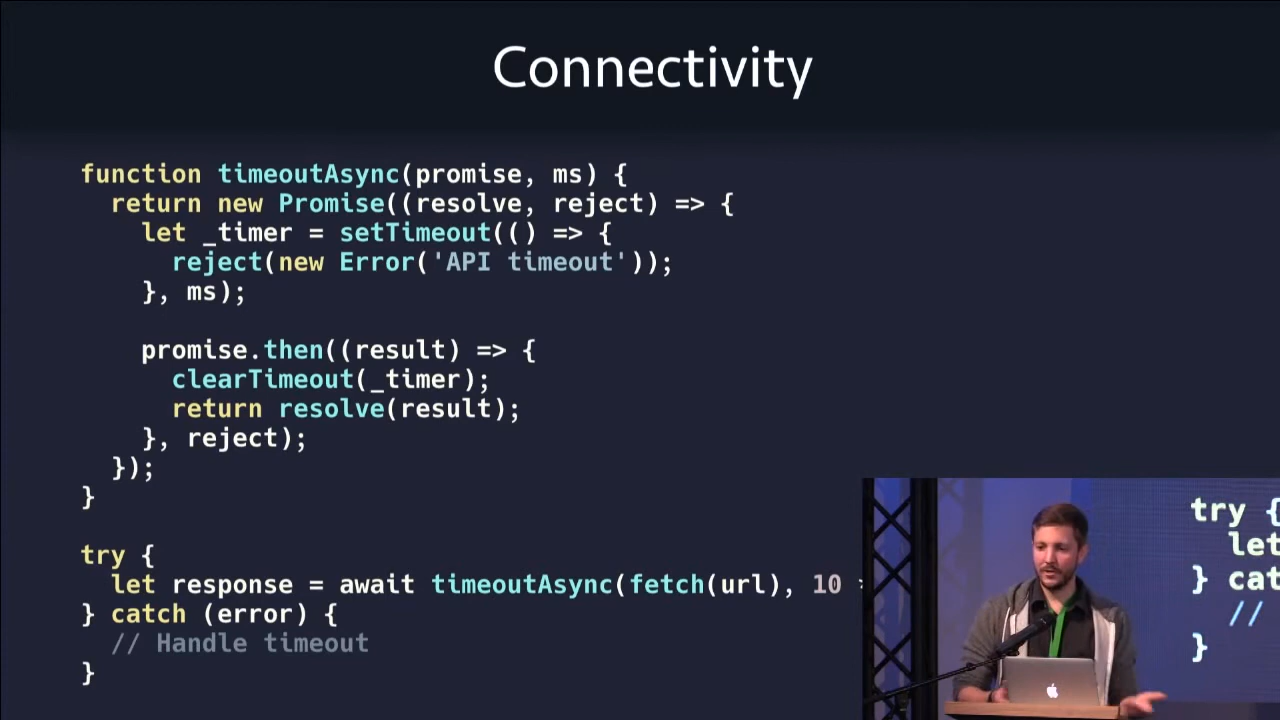 Connectivity
function timeoutAsync(promise, ms) {
  return new Promise((resolve, reject) => {
    let _timer = setTimeout(() => {
      reject(new Error('API timeout'));
    }, ms);

    promise.then((result) => {
      clearTimeout(_timer);
      return resolve(result);
    }, reject);
  });
}

try {
  let response = await timeoutAsync(fetch(url), 10
} catch (error) {
  // Handle timeout
}
try {
let
} cat
//
}